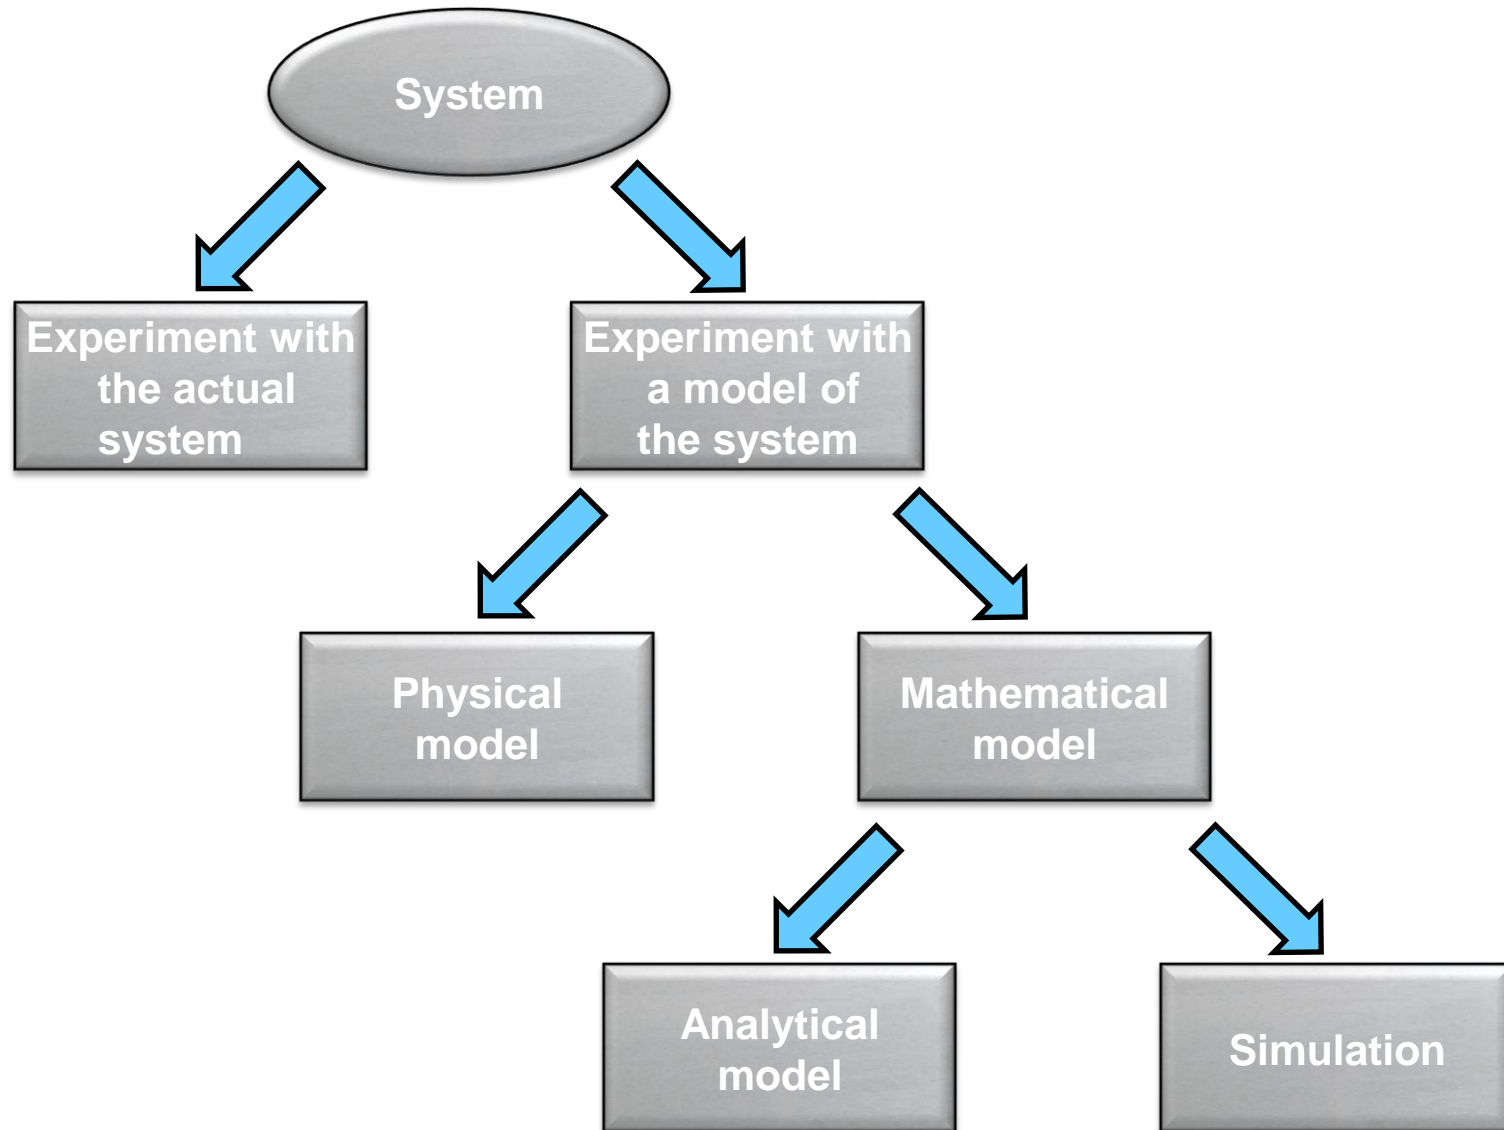 System
Experiment with
the actual
system
Experiment with
a model of
the system
Physical
model
Mathematical
model
Analytical
model
Simulation